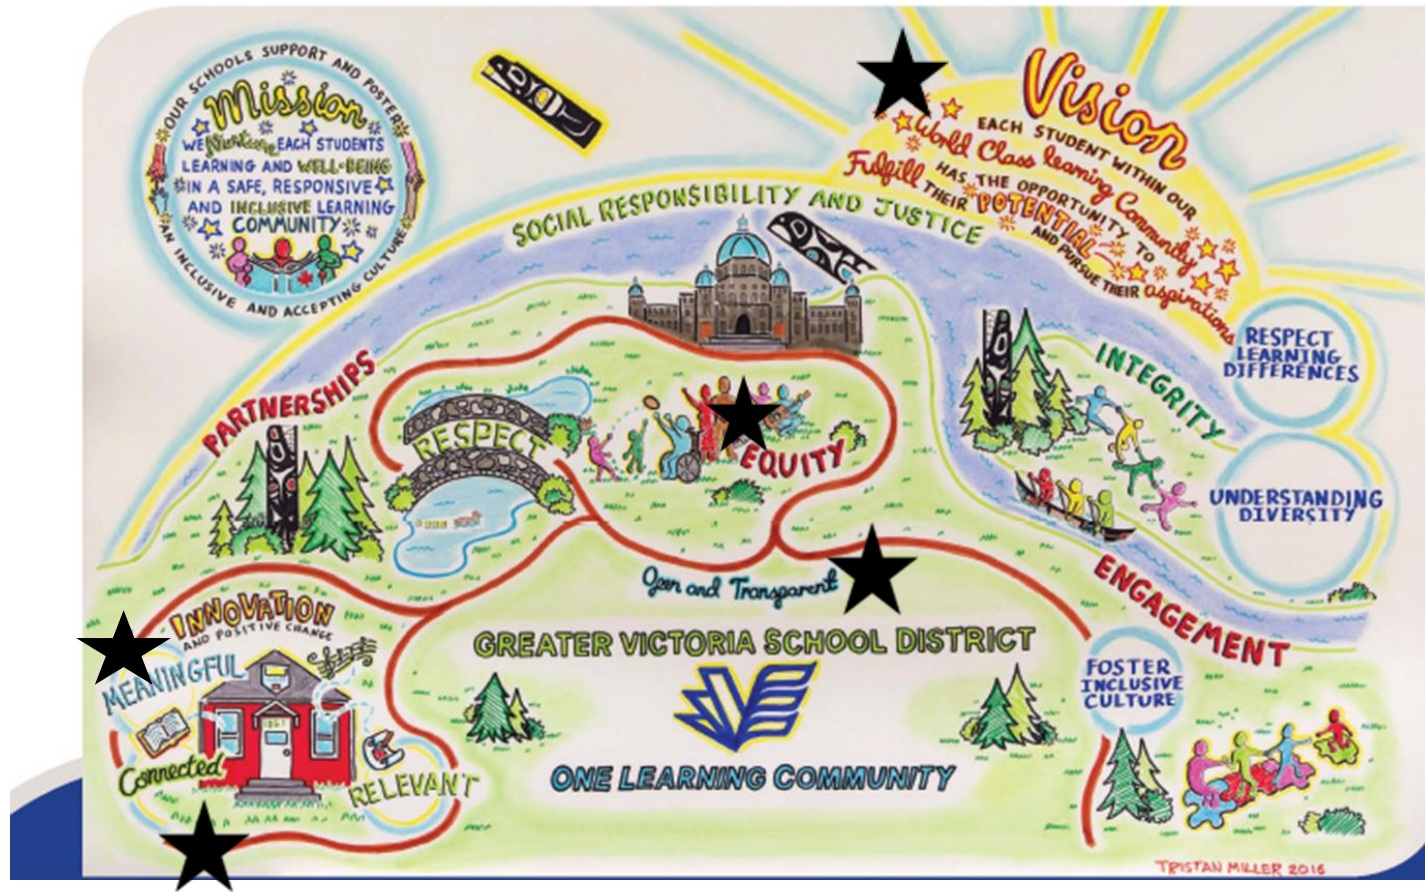 OUR SCHOOLS SUPPORT AND FOSTER
AN INCLUSIVE AND ACCEPTING CULTURE
Mission
WE Nurture EACH STUDENTS
LEARNING AND WELL-BEING
IN A SAFE, RESPONSIVE
AND INCLUSIVE LEARNING
COMMUNITY
Vision
EACH STUDENT WITHIN OUR
World Class learning Community
HAS THE OPPORTUNITY TO
Fulfill THEIR POTENTIAL
AND PURSUE THEIR aspirations
SOCIAL RESPONSIBILITY AND JUSTICE
RESPECT
LEARNING
DIFFERENCES
PARTNERSHIPS
INTEGRITY
RESPECT
EQUITY
UNDERSTANDING
DIVERSITY
Open and Transparent
ENGAGEMENT
INNOVATION
AND POSITIVE CHANGE
MEANINGFUL
GREATER VICTORIA SCHOOL DISTRICT
FOSTER
INCLUSIVE
CULTURE
Connected
RELEVANT
ONE LEARNING COMMUNITY
TRISTAN MILLER 2016